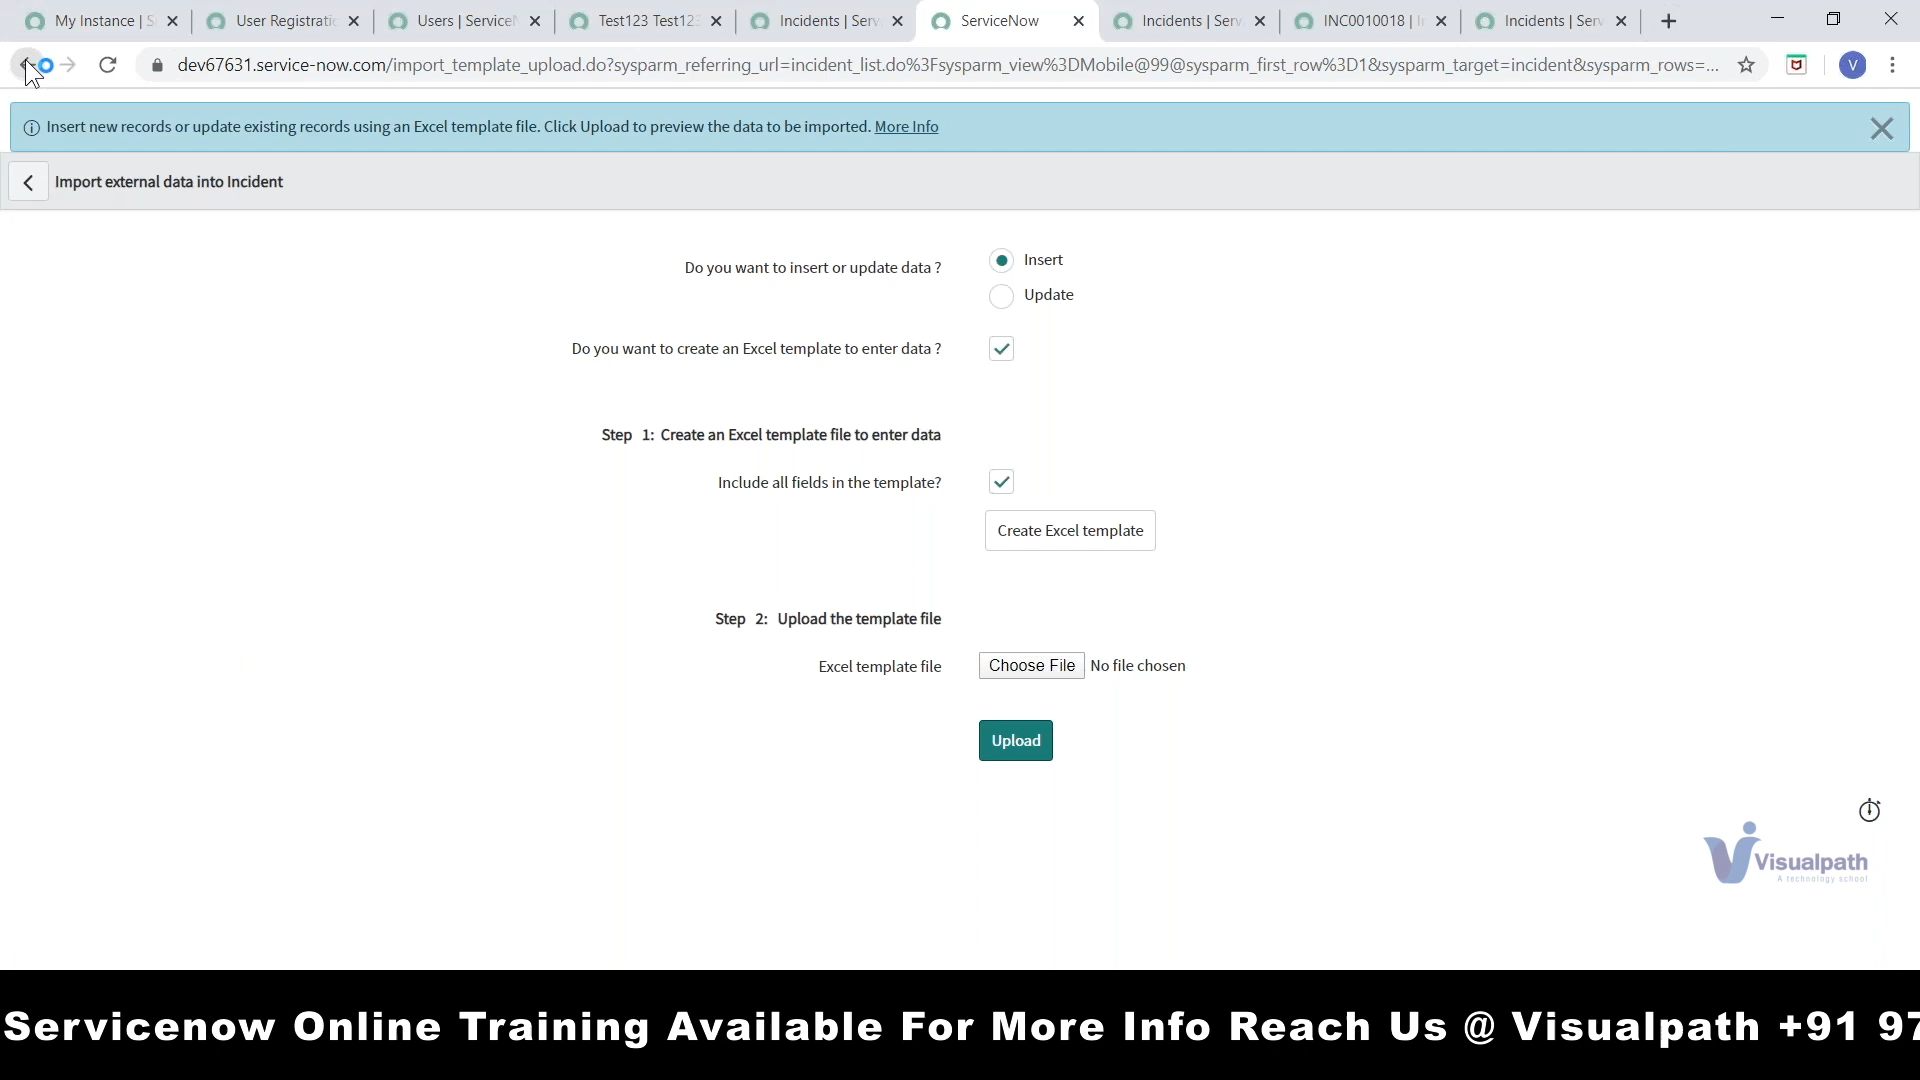 My Instance | S
User Registratic
Users | Service
Test123 Test123
Incidents | Serv
ServiceNow
Incidents | Serv
INC0010018 | I
Incidents | Serv
dev67631.service-now.com/import_template_upload.do?sysparm_referring_url=incident_list.do%3Fsysparm_view%3DMobile@99@sysparm_first_row%3D1&sysparm_target=incident&sysparm_rows=...
V
Insert new records or update existing records using an Excel template file. Click Upload to preview the data to be imported. More Info
Import external data into Incident
Do you want to insert or update data ?
Insert
Update
Do you want to create an Excel template to enter data ?
Step 1: Create an Excel template file to enter data
Include all fields in the template?
Create Excel template
Step 2: Upload the template file
Excel template file
Choose File No file chosen
Upload
Visualpath
A technology school
Servicenow Online Training Available For More Info Reach Us @ Visualpath +91 97